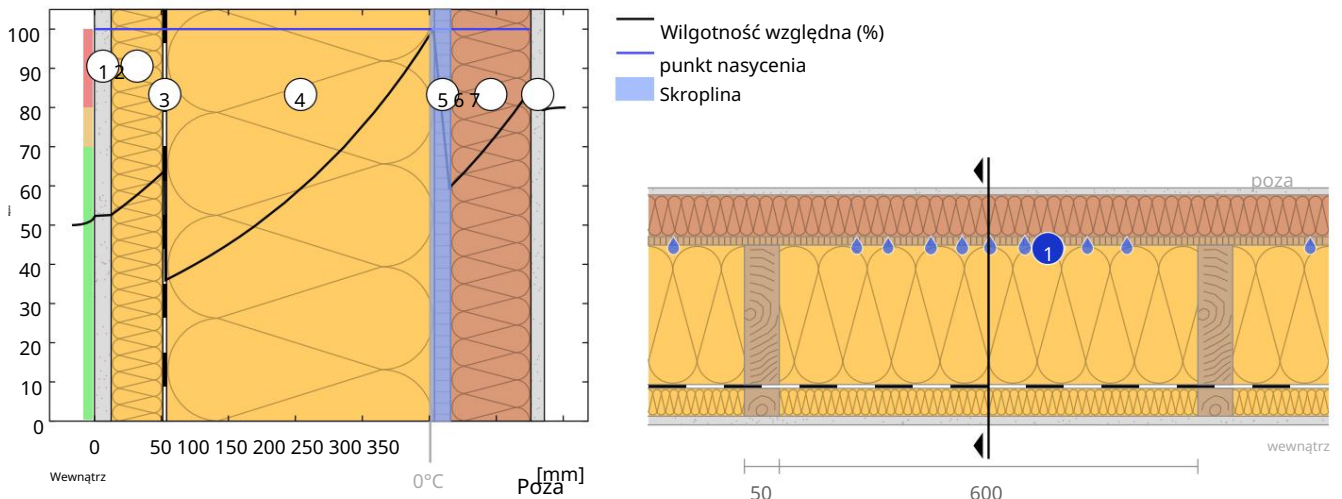 100
90
80
70
60
50
40
30
20
10
0
1 2
3
4
5 6 7
0
50 100 150 200 250 300 350
Wewnątrz
0°C
[mm]
Poza
Wilgotność względna (%)
punkt nasycenia
Skroplina
poza
1
wewnątrz
50
600